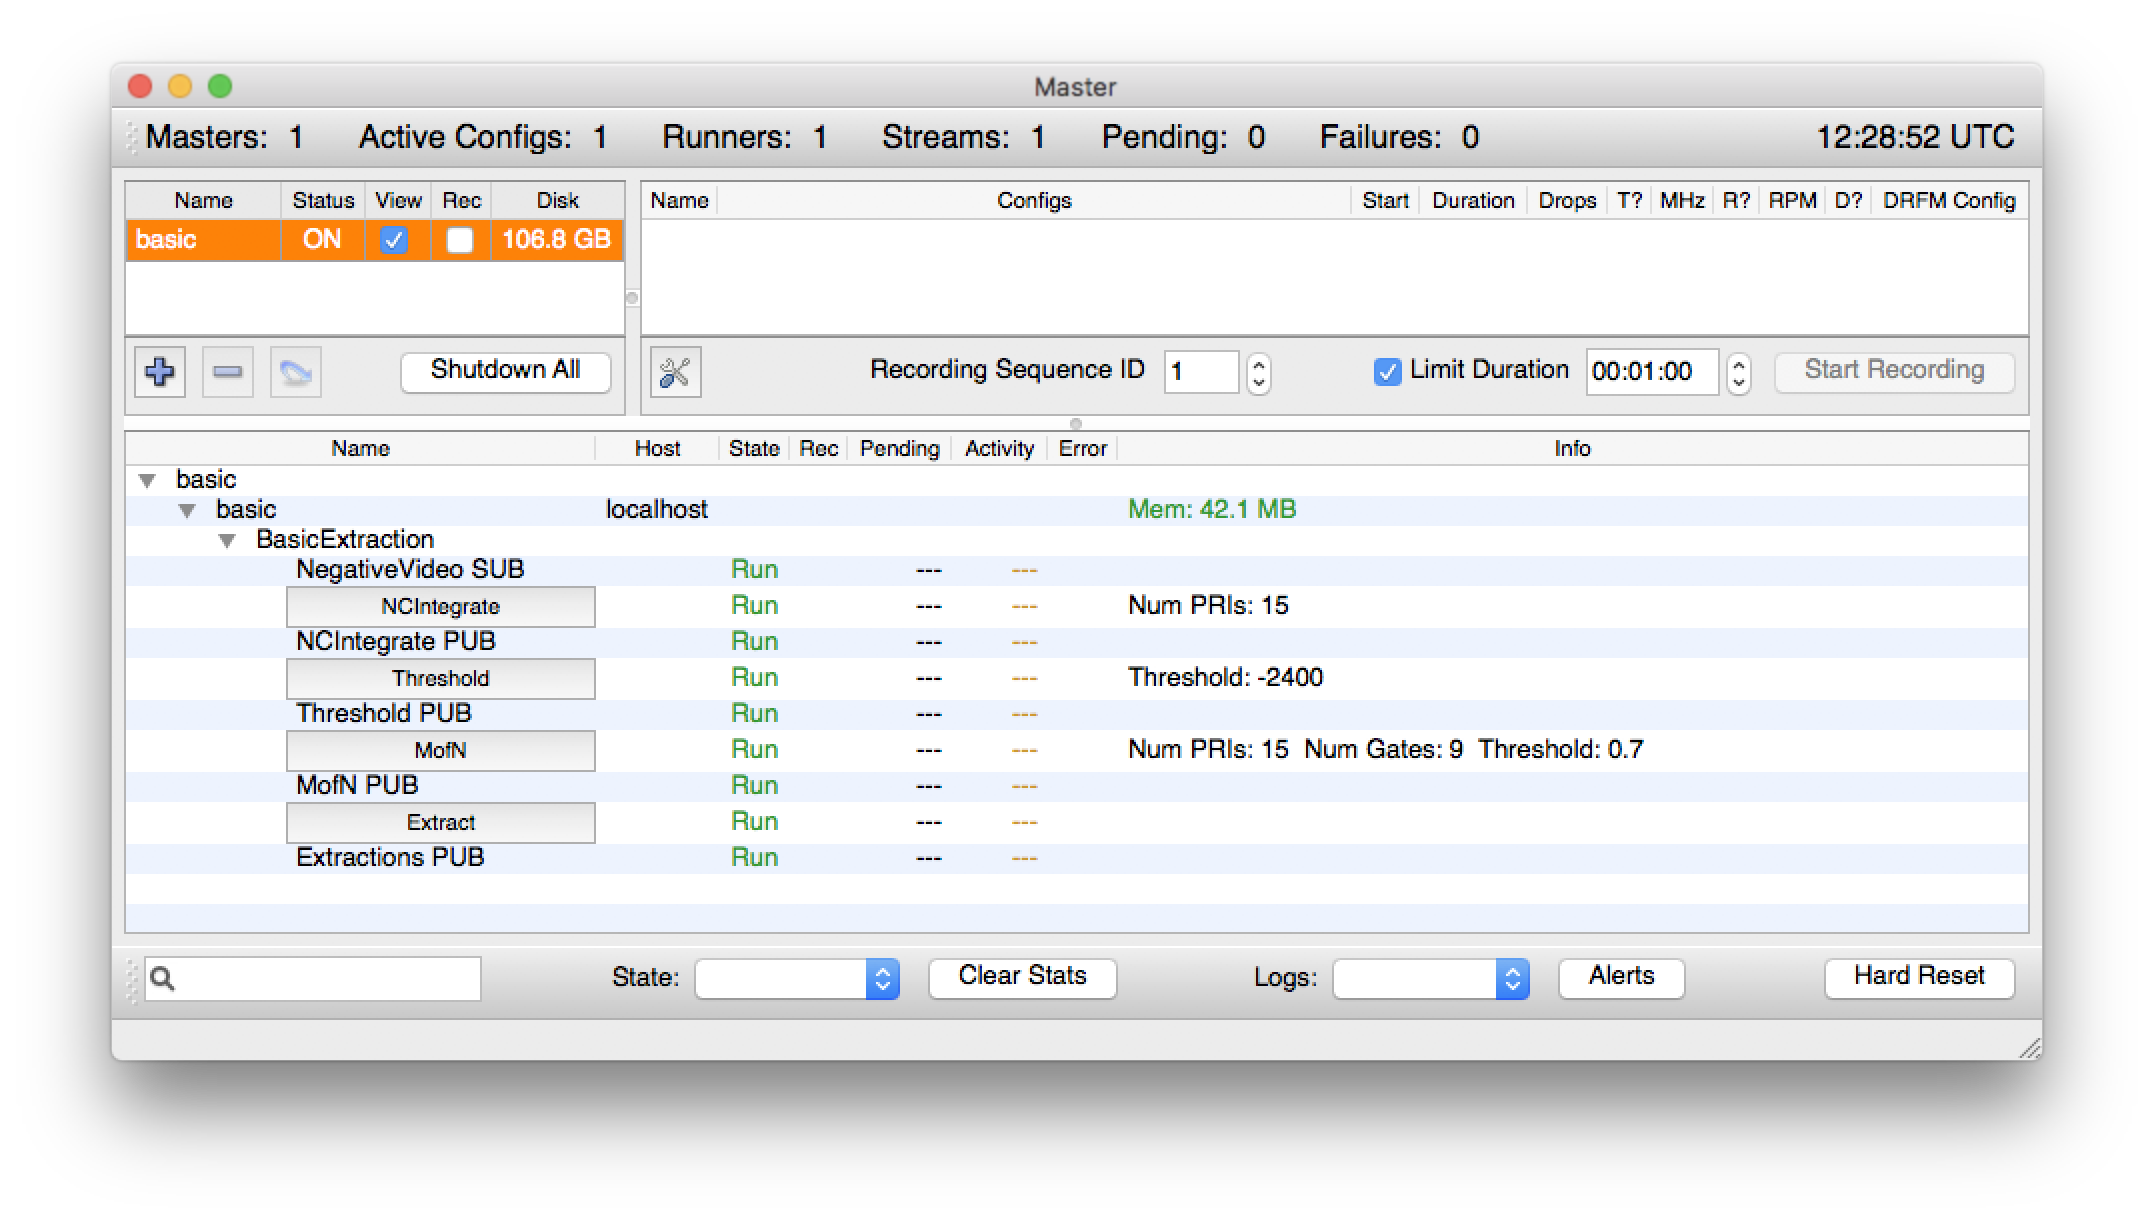 Master
Masters: 1 Active Configs: 1 Runners: 1 Streams: 1 Pending: 0 Failures: 0 12:28:52 UTC
Name Status View Rec Disk
basic ON 106.8 GB
Shutdown All
Name Configs Start Duration Drops T? MHz R? RPM D? DRFM Config
Recording Sequence ID 1 Limit Duration 00:01:00 Start Recording
Name Host State Rec Pending Activity Error Info
basic
basic localhost Mem: 42.1 MB
BasicExtraction
NegativeVideo SUB Run --- ---
NCIntegrate Run --- --- Num PRIs: 15
NCIntegrate PUB Run --- ---
Threshold Run --- --- Threshold: -2400
Threshold PUB Run --- ---
MofN Run --- --- Num PRIs: 15 Num Gates: 9 Threshold: 0.7
MofN PUB Run --- ---
Extract Run --- ---
Extractions PUB Run --- ---
State: Clear Stats Logs: Alerts Hard Reset